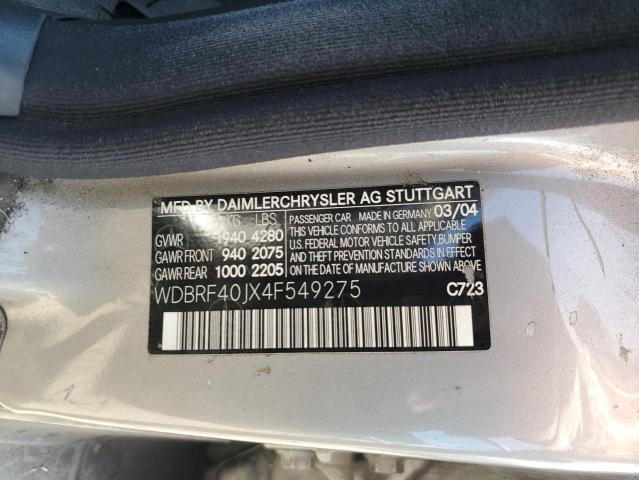 MFD BY DAIMLERCHRYSLER AG STUTTGART
KG LBS
GVWR 1940 4280
GAWR FRONT 940 2075
GAWR REAR 1000 2205
PASSENGER CAR MADE IN GERMANY 03/04
THIS VEHICLE CONFORMS TO ALL APPLICABLE
U.S. FEDERAL MOTOR VEHICLE SAFETY, BUMPER
AND THEFT PREVENTION STANDARDS IN EFFECT
ON THE DATE OF MANUFACTURE SHOWN ABOVE.
WDBRF40JX4F549275 C723